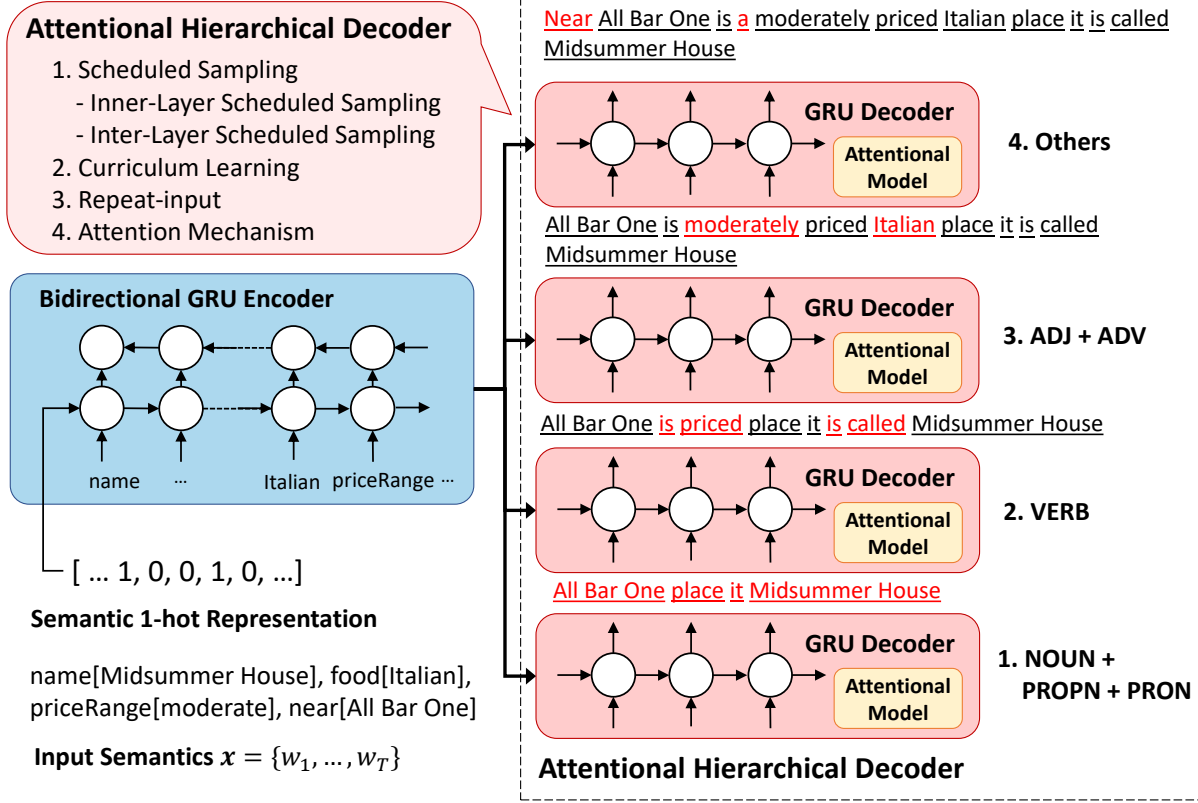 Attentional Hierarchical Decoder
1. Scheduled Sampling
- Inner-Layer Scheduled Sampling
- Inter-Layer Scheduled Sampling
2. Curriculum Learning
3. Repeat-input
4. Attention Mechanism
Bidirectional GRU Encoder
name ... Italian priceRange ...
[ ... 1, 0, 0, 1, 0, ...]
Semantic 1-hot Representation
name[Midsummer House], food[Italian],
priceRange[moderate], near[All Bar One]
Input Semantics x = {w_1, ... , w_T}
Near All Bar One is a moderately priced Italian place it is called
Midsummer House
GRU Decoder
Attentional
Model
4. Others
All Bar One is moderately priced Italian place it is called
Midsummer House
GRU Decoder
Attentional
Model
3. ADJ + ADV
All Bar One is priced place it is called Midsummer House
GRU Decoder
Attentional
Model
2. VERB
All Bar One place it Midsummer House
GRU Decoder
Attentional
Model
1. NOUN +
PROPN + PRON
Attentional Hierarchical Decoder